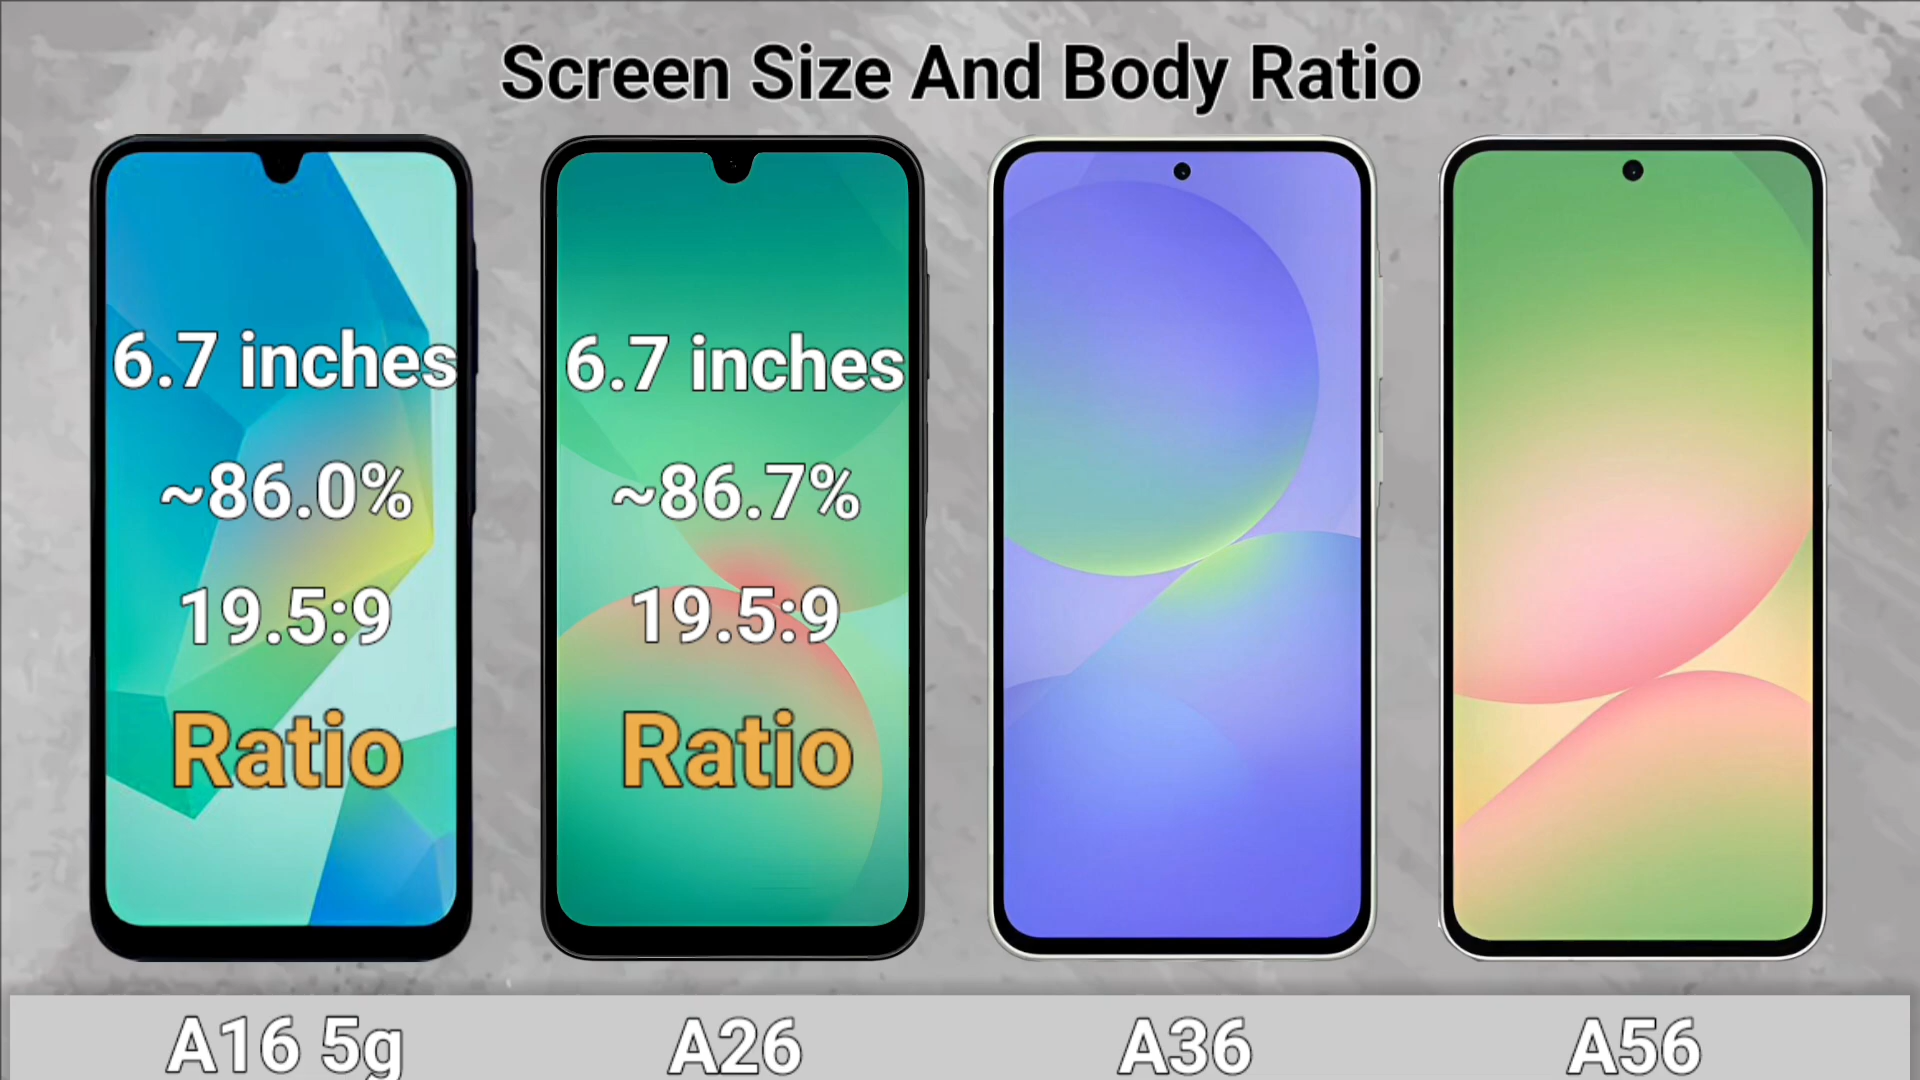 Screen Size And Body Ratio
6.7 inches
~86.0%
19.5:9
Ratio
6.7 inches
~86.7%
19.5:9
Ratio
A16 5g
A26
A36
A56